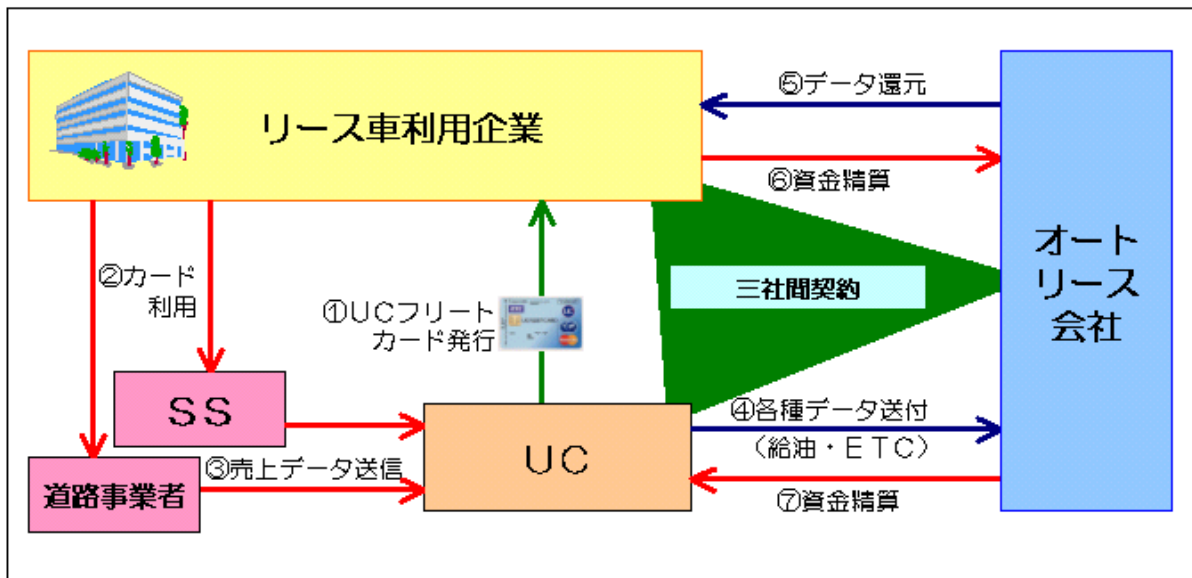 リース車利用企業
⑤データ還元
⑥資金精算
オート
リース
会社
②カード
利用
①ＵＣフリート
カード発行
三社間契約
ＳＳ
ＵＣ
④各種データ送付
（給油・ＥＴＣ）
③売上データ送信
道路事業者
⑦資金精算